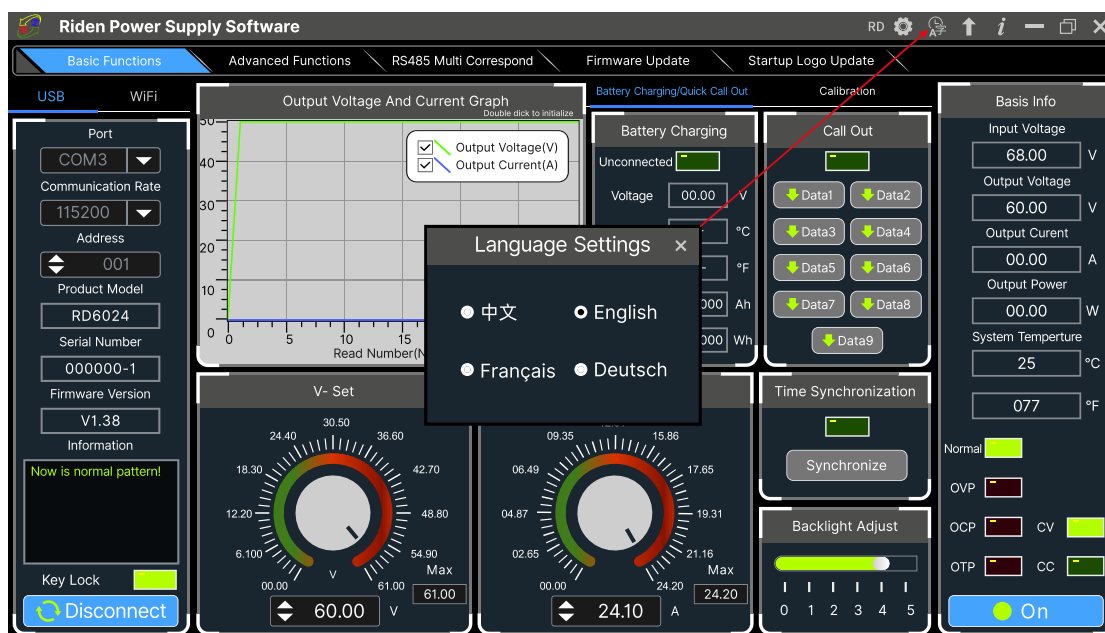 Riden Power Supply Software
RD
Basic Functions
Advanced Functions
RS485 Multi Correspond
Firmware Update
Startup Logo Update
USB
WiFi
Port
COM3
Communication Rate
115200
Address
001
Product Model
RD6024
Serial Number
000000-1
Firmware Version
V1.38
Information
Now is normal pattern!
Key Lock
Disconnect
Output Voltage And Current Graph
Double dick to initialize
Output Voltage(V)
Output Current(A)
40
30
20
10
0
0 5 10 15
Read Number(N
Battery Charging/Quick Call Out
Calibration
Battery Charging
Unconnected
Voltage 00.00 V
°C
°F
000 Ah
000 Wh
Call Out
Data1 Data2
Data3 Data4
Data5 Data6
Data7 Data8
Data9
Language Settings ×
中文 English
Français Deutsch
V- Set
00.00
6.100
12.20
18.30
24.40
30.50
36.60
42.70
48.80
54.90
61.00
V
Max
61.00
60.00 V
00.00
02.65
04.87
06.49
09.35
15.86
17.65
19.31
21.16
24.20
A
Max
24.20
24.10 A
Time Synchronization
Synchronize
Backlight Adjust
0 1 2 3 4 5
Basis Info
Input Voltage
68.00 V
Output Voltage
60.00 V
Output Curent
00.00 A
Output Power
00.00 W
System Temperture
25 °C
077 °F
Normal
OVP
OCP CV
OTP CC
On